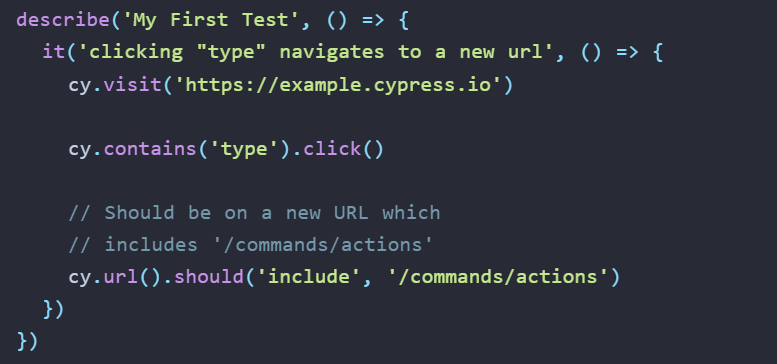 describe('My First Test', () => {
  it('clicking "type" navigates to a new url', () => {
    cy.visit('https://example.cypress.io')

    cy.contains('type').click()

    // Should be on a new URL which
    // includes '/commands/actions'
    cy.url().should('include', '/commands/actions')
  })
})